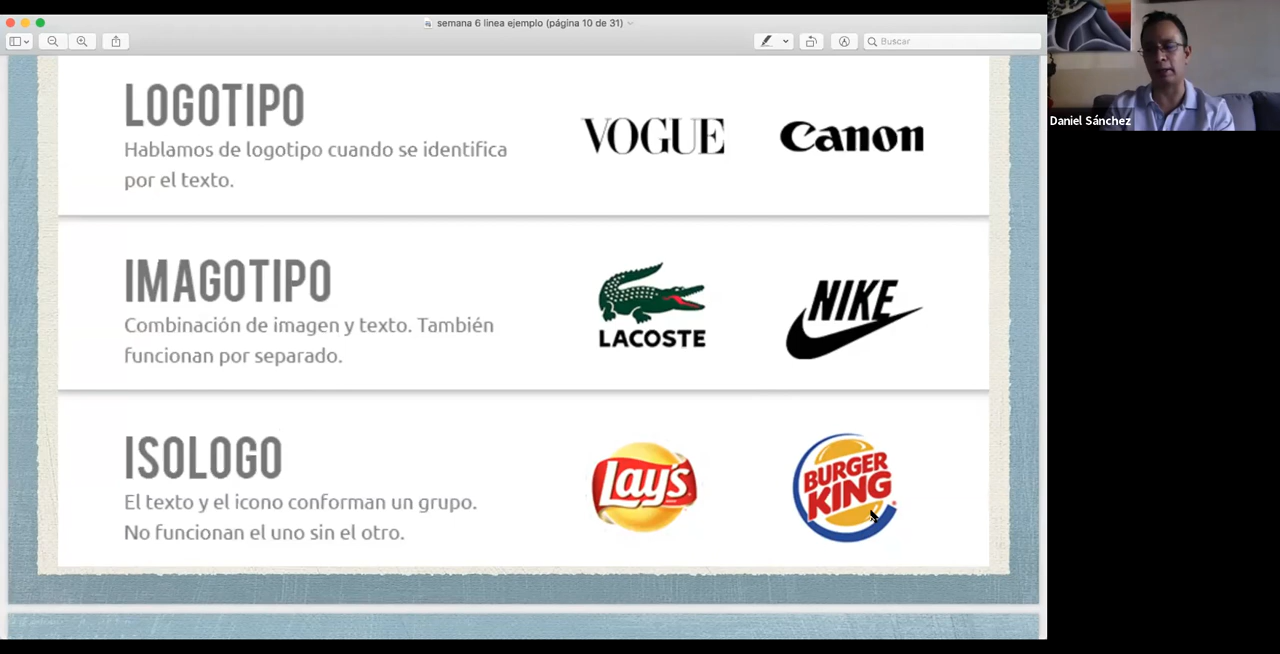 semana 6 linea ejemplo (página 10 de 31)
Buscar
Daniel Sánchez
LOGOTIPO
Hablamos de logotipo cuando se identifica
por el texto.
VOGUE
Canon
IMAGOTIPO
Combinación de imagen y texto. También
funcionan por separado.
LACOSTE
NIKE
ISOLOGO
El texto y el icono conforman un grupo.
No funcionan el uno sin el otro.
Lay's
BURGER
KING